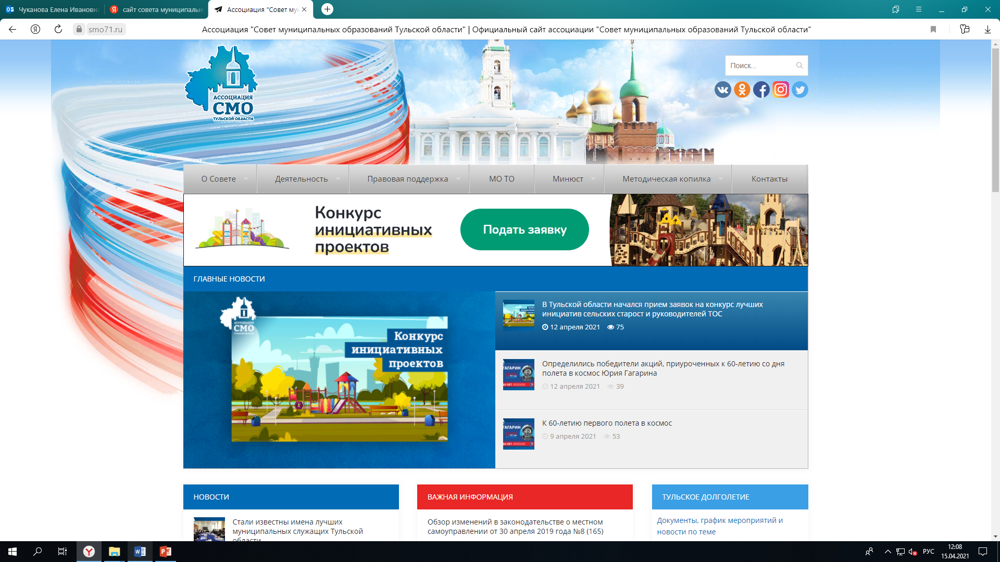 Чуканова Елена Ивановна
сайт совета муниципальн
Ассоциация "Совет му
smo71.ru
Ассоциация "Совет муниципальных образований Тульской области" | Официальный сайт ассоциации "Совет муниципальных образований Тульской области"
АССОЦИАЦИЯ
СМО
ТУЛЬСКОЙ ОБЛАСТИ
Поиск...
О Совете
Деятельность
Правовая поддержка
МО ТО
Минюст
Методическая копилка
Контакты
Конкурс
инициативных
проектов
Подать заявку
ГЛАВНЫЕ НОВОСТИ
АССОЦИАЦИЯ
СМО
Конкурс
инициативных
проектов
В Тульской области начался прием заявок на конкурс лучших
инициатив сельских старост и руководителей ТОС
12 апреля 2021 75
ГАГАРИН
Определились победители акций, приуроченных к 60-летию со дня
полета в космос Юрия Гагарина
12 апреля 2021 39
ГАГАРИН
К 60-летию первого полета в космос
9 апреля 2021 53
НОВОСТИ
Стали известны имена лучших
муниципальных служащих Тульской
области
ВАЖНАЯ ИНФОРМАЦИЯ
Обзор изменений в законодательстве о местном
самоуправлении от 30 апреля 2019 года №8 (165)
ТУЛЬСКОЕ ДОЛГОЛЕТИЕ
Документы, график мероприятий и
новости по теме
РУС
12:08
15.04.2021